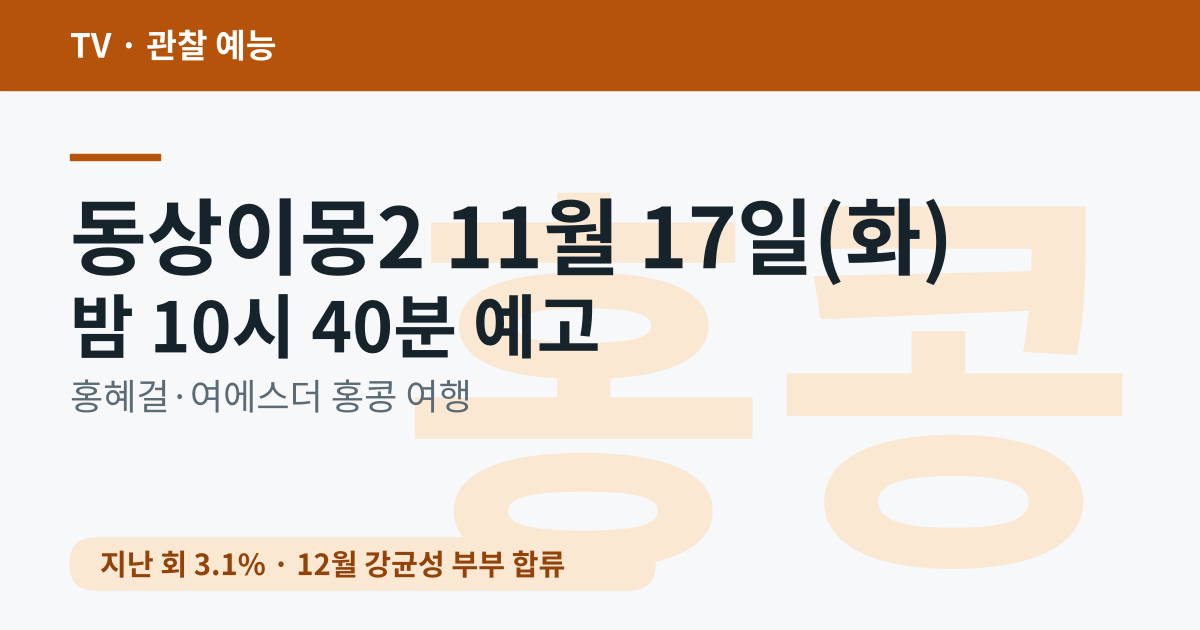 TV · 관찰 예능
동상이몽2 11월 17일(화)
밤 10시 40분 예고
홍혜걸·여에스더 홍콩 여행
홍콩
지난 회 3.1% · 12월 강균성 부부 합류